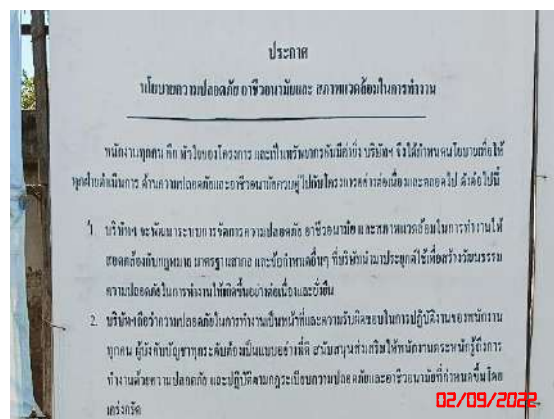 ประกาศ
นโยบายความปลอดภัย อาชีวอนามัยและ สภาพแวดล้อมในการทำงาน
พนักงานทุกคน คือ หัวใจของโครงการ และเป็นทรัพยากรอันมีค่ายิ่ง บริษัทฯ จึงได้กำหนดนโยบายเพื่อให้
ทุกฝ่ายดำเนินการ ด้านความปลอดภัยและอาชีวอนามัยควบคู่ไปกับโครงการอย่างต่อเนื่องและตลอดไป ดังต่อไปนี้
1. บริษัทฯ จะพัฒนาระบบการจัดการความปลอดภัย อาชีวอนามัย และสภาพแวดล้อมในการทำงานให้
สอดคล้องกับกฎหมาย มาตรฐานสากล และข้อกำหนดอื่นๆ ที่บริษัทนำมาประยุกต์ใช้เพื่อสร้างวัฒนธรรม
ความปลอดภัยในการทำงานให้เกิดขึ้นอย่างต่อเนื่องและยั่งยืน
2. บริษัทฯถือว่าความปลอดภัยในการทำงานเป็นหน้าที่และความรับผิดชอบในการปฏิบัติงานของพนักงาน
ทุกคน ผู้บังคับบัญชาทุกระดับต้องเป็นแบบอย่างที่ดี สนับสนุนส่งเสริมให้พนักงานตระหนักรู้ถึงการ
ทำงานด้วยความปลอดภัย และปฏิบัติตามกฎระเบียบความปลอดภัยและอาชีวอนามัยที่กำหนดขึ้นโดย
เคร่งครัด
02/09/2022